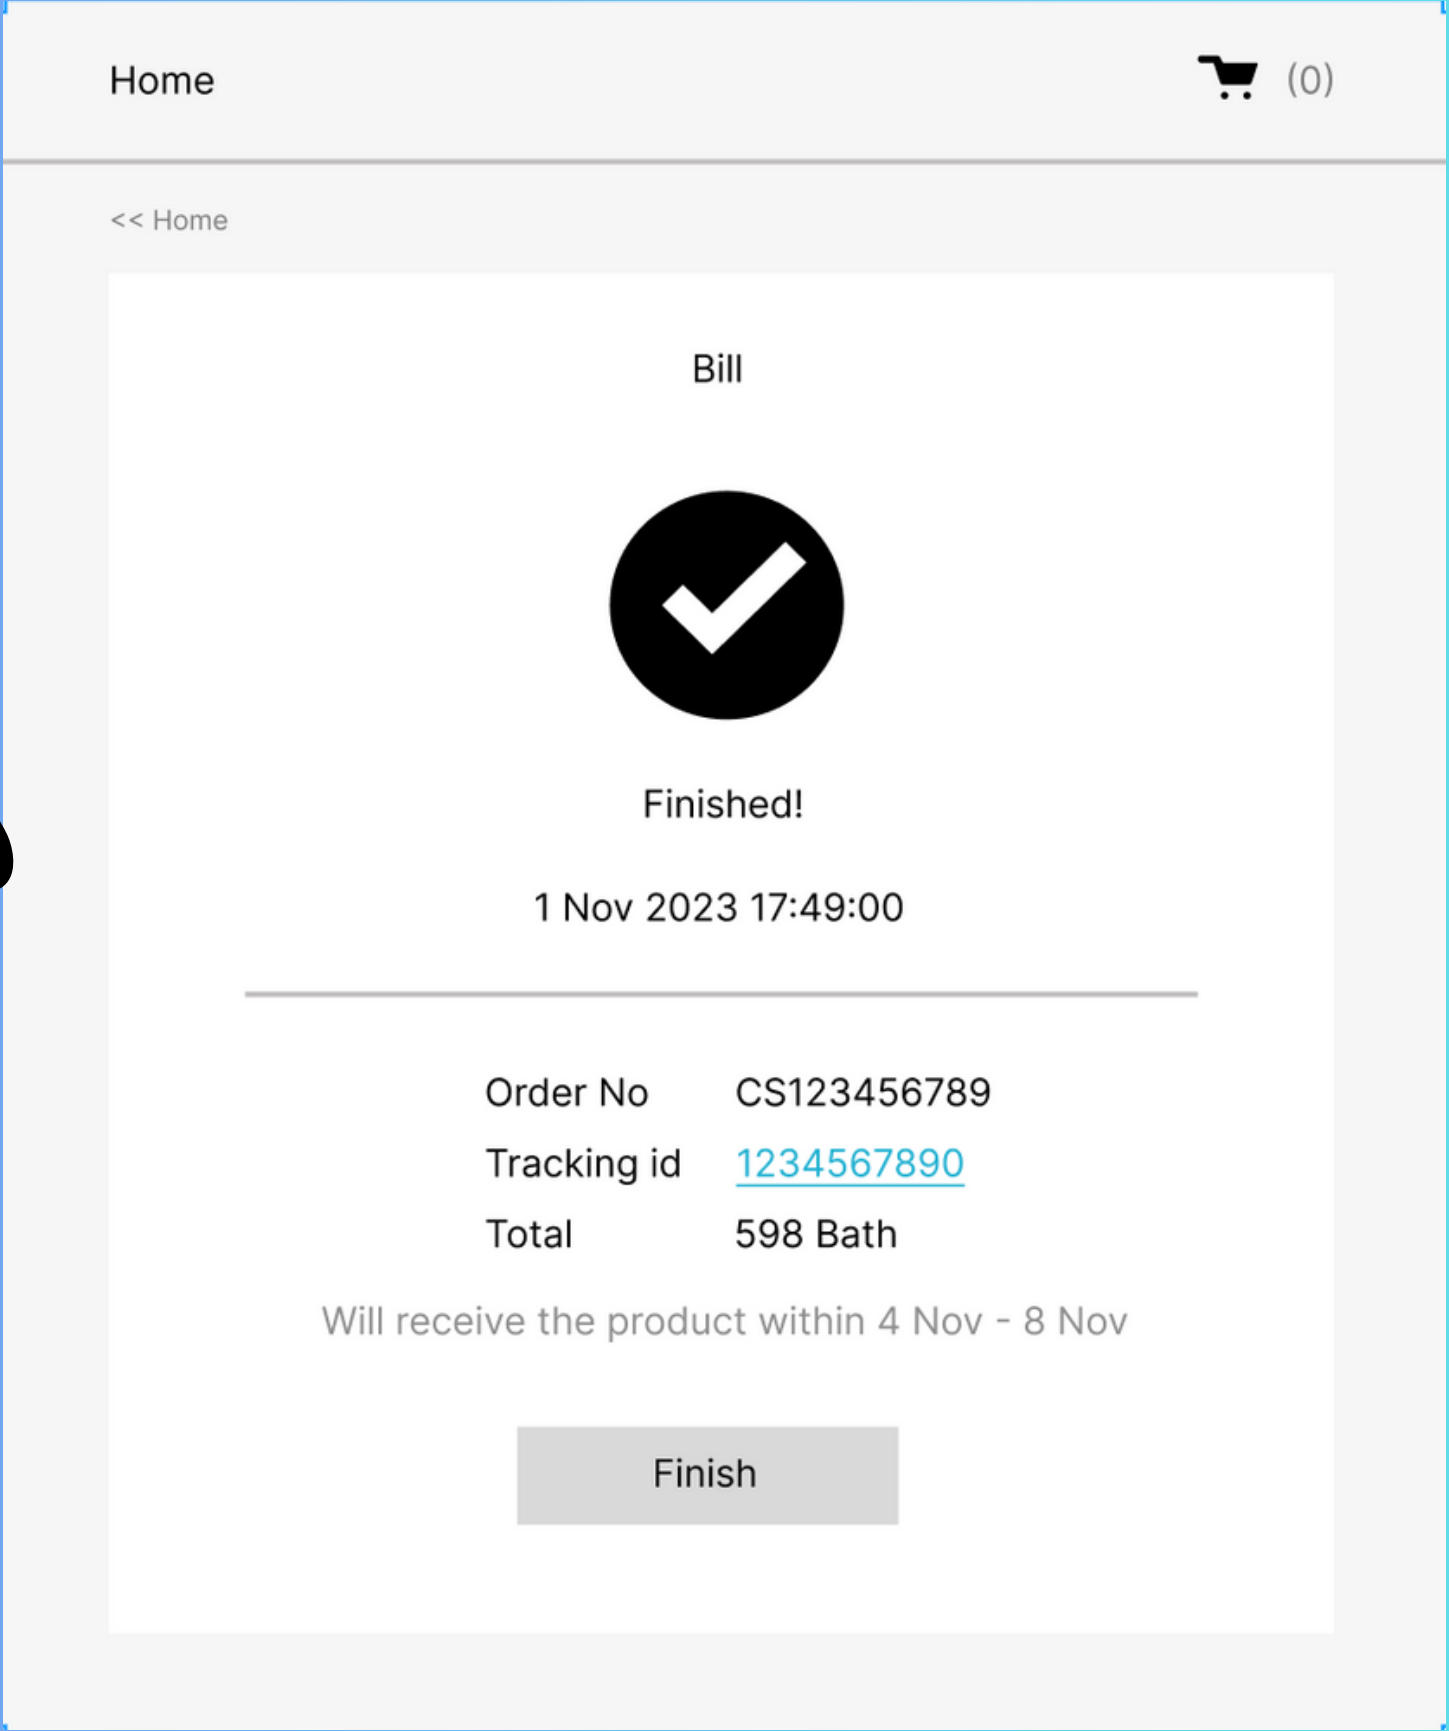 Home (0)
<< Home
Bill
Finished!
1 Nov 2023 17:49:00
Order No CS123456789
Tracking id 1234567890
Total 598 Bath
Will receive the product within 4 Nov - 8 Nov
Finish